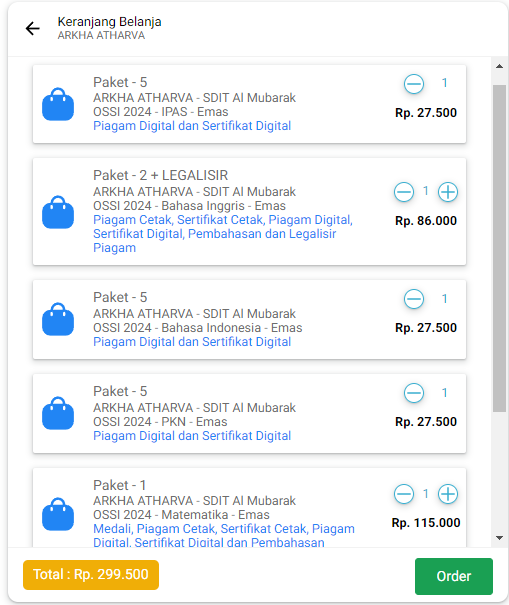 Keranjang Belanja
ARKHA ATHARVA
Paket - 5
1
ARKHA ATHARVA - SDIT Al Mubarak
OSSI 2024 - IPAS - Emas
Rp. 27.500
Piagam Digital dan Sertifikat Digital
Paket - 2 + LEGALISIR
ARKHA ATHARVA - SDIT Al Mubarak
1
OSSI 2024 - Bahasa Inggris - Emas
Piagam Cetak, Sertifikat Cetak, Piagam Digital,
Rp. 86.000
Sertifikat Digital, Pembahasan dan Legalisir
Piagam
Paket - 5
1
ARKHA ATHARVA - SDIT Al Mubarak
OSSI 2024 - Bahasa Indonesia - Emas
Rp. 27.500
Piagam Digital dan Sertifikat Digital
Paket - 5
1
ARKHA ATHARVA - SDIT Al Mubarak
OSSI 2024 - PKN - Emas
Rp. 27.500
Piagam Digital dan Sertifikat Digital
Paket - 1
1
ARKHA ATHARVA - SDIT Al Mubarak
OSSI 2024 - Matematika - Emas
Rp. 115.000
Medali, Piagam Cetak, Sertifikat Cetak, Piagam
Digital, Sertifikat Digital dan Pembahasan
Total : Rp. 299.500
Order